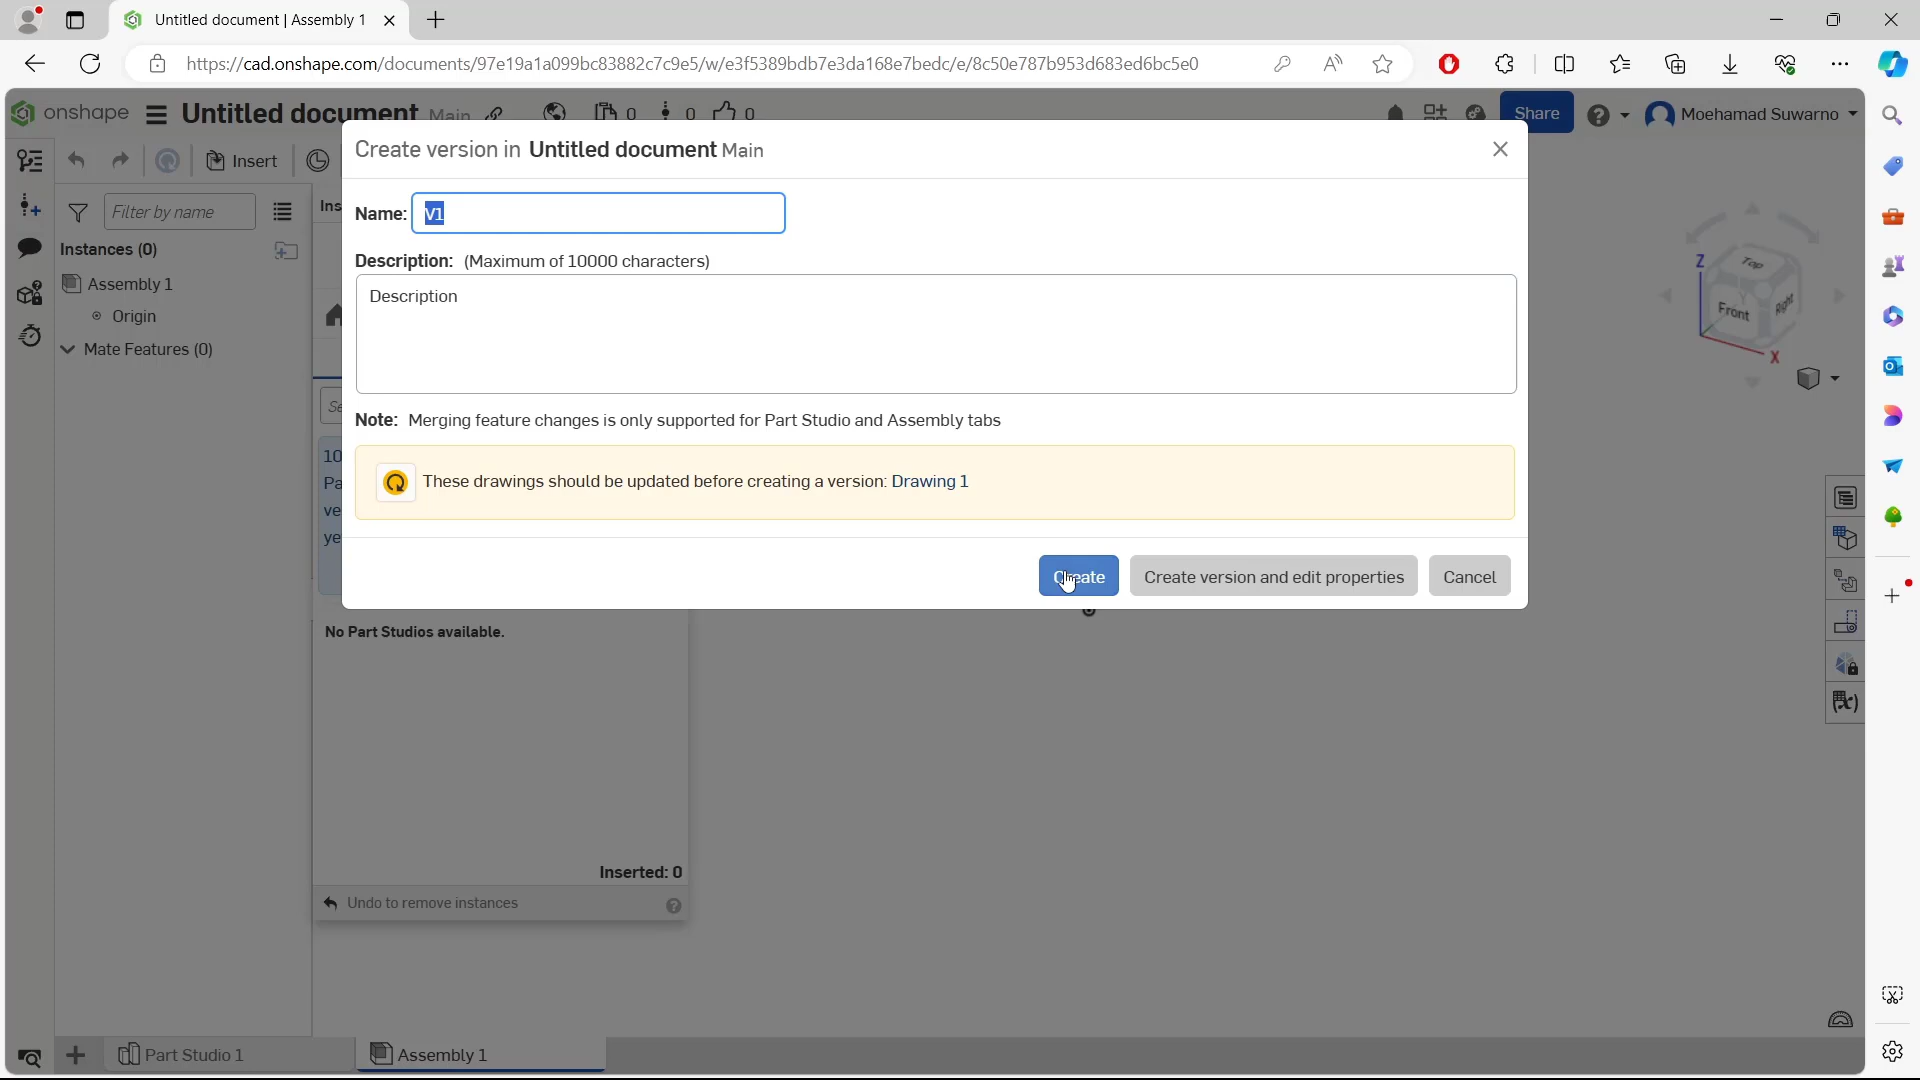 Untitled document | Assembly 1
https://cad.onshape.com/documents/97e19a1a099bc83882c7c9e5/w/e3f5389bdb7e3da168e7bedc/e/8c50e787b953d683ed6bc5e0
onshape Untitled document Main 0 0 0 Share Moehamad Suwarno
Insert
Create version in Untitled document Main
Filter by name
Name: V1
Instances (0)
Description: (Maximum of 10000 characters)
Assembly 1
Description
Origin
Mate Features (0)
Top
Z
Front
Right
X
Note: Merging feature changes is only supported for Part Studio and Assembly tabs
These drawings should be updated before creating a version: Drawing 1
Create Create version and edit properties Cancel
No Part Studios available.
(x)
Inserted: 0
Undo to remove instances
Part Studio 1 Assembly 1